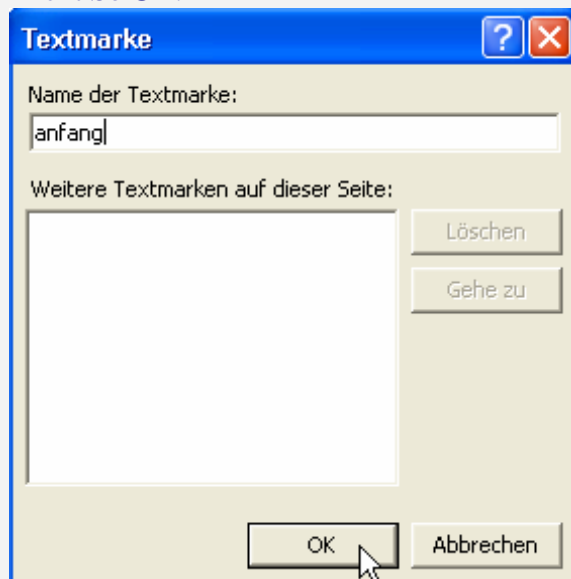 Textmarke
Name der Textmarke:
anfang
Weitere Textmarken auf dieser Seite:
Löschen
Gehe zu
OK
Abbrechen